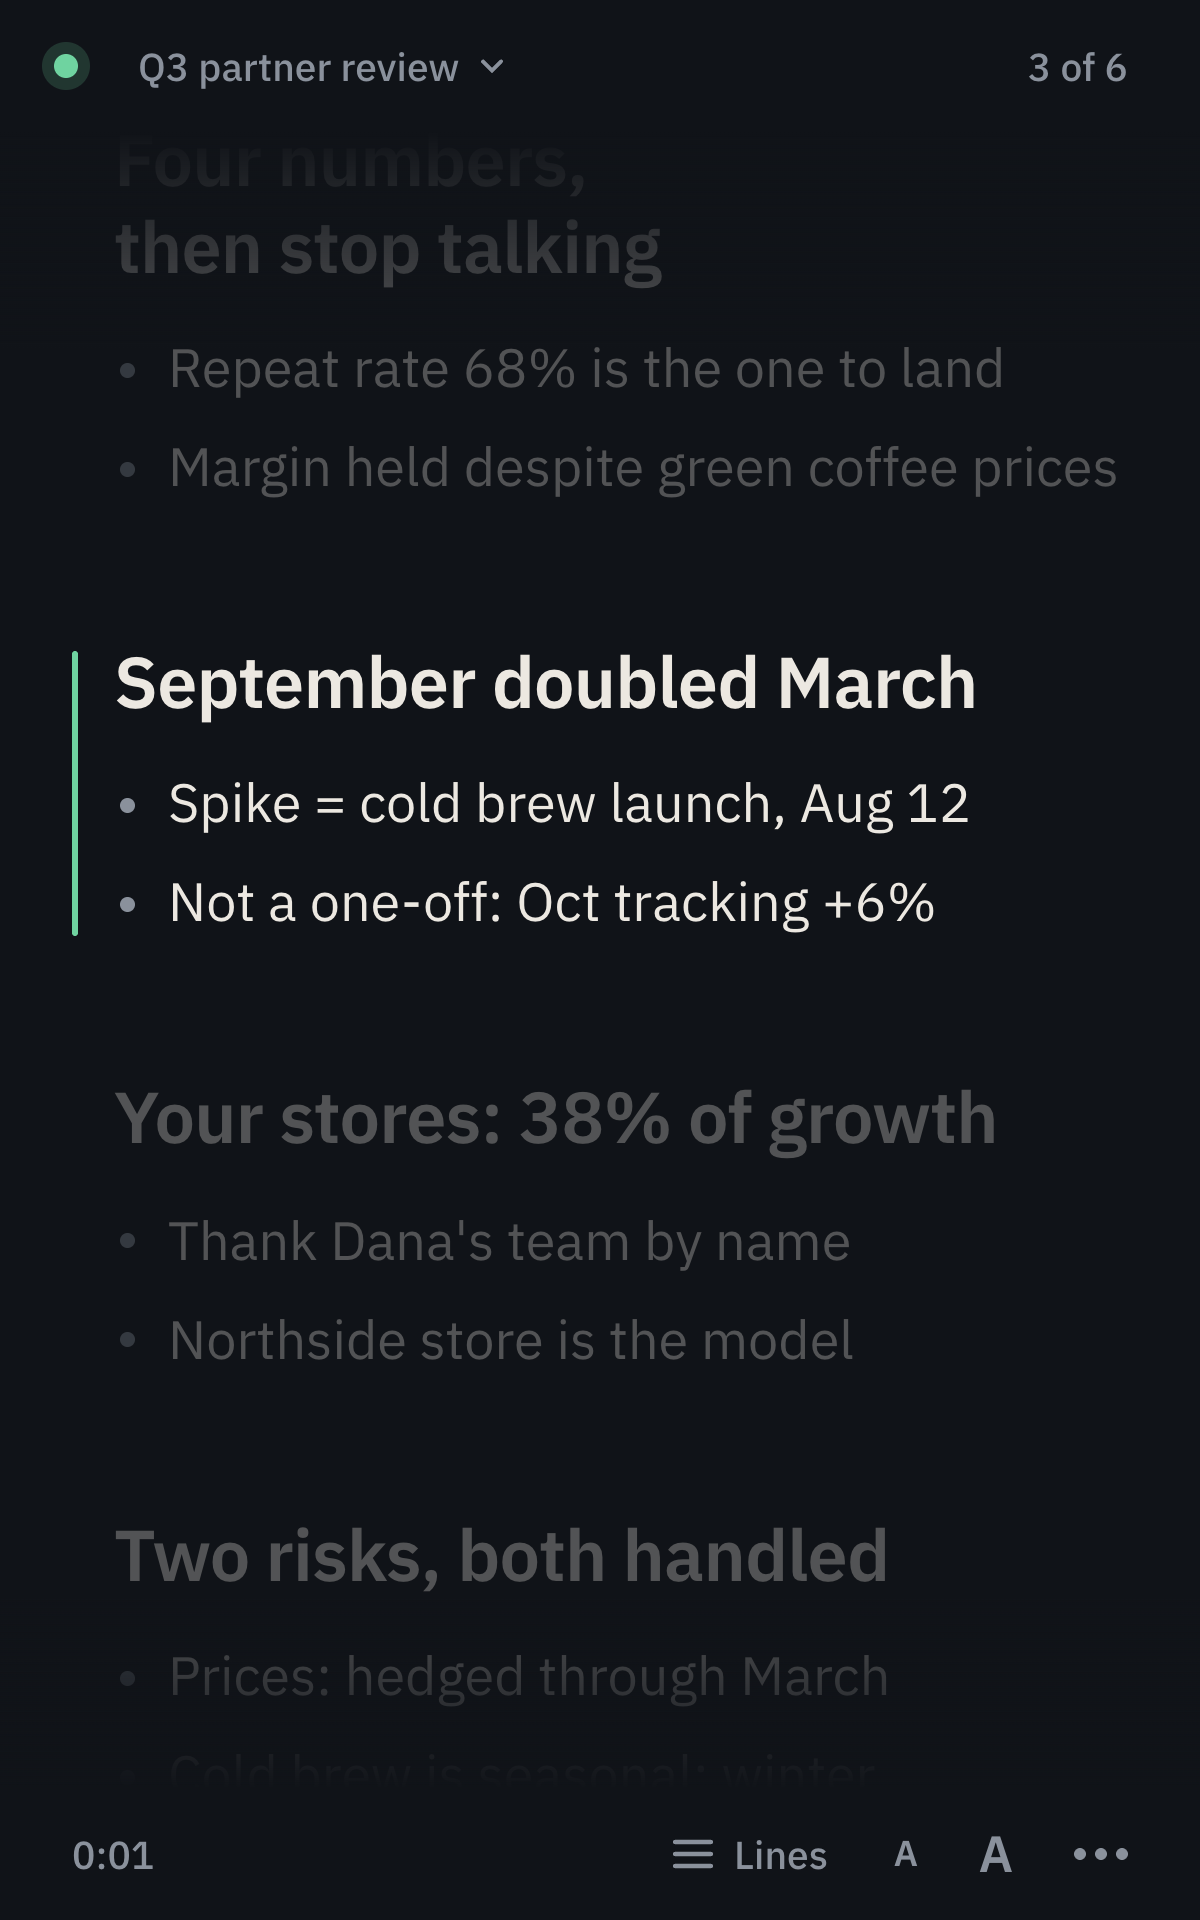 Q3 partner review
3 of 6
Four numbers,
then stop talking
• Repeat rate 68% is the one to land
• Margin held despite green coffee prices
September doubled March
• Spike = cold brew launch, Aug 12
• Not a one-off: Oct tracking +6%
Your stores: 38% of growth
• Thank Dana's team by name
• Northside store is the model
Two risks, both handled
• Prices: hedged through March
• Cold brew is seasonal: winter
0:01
Lines
A
A